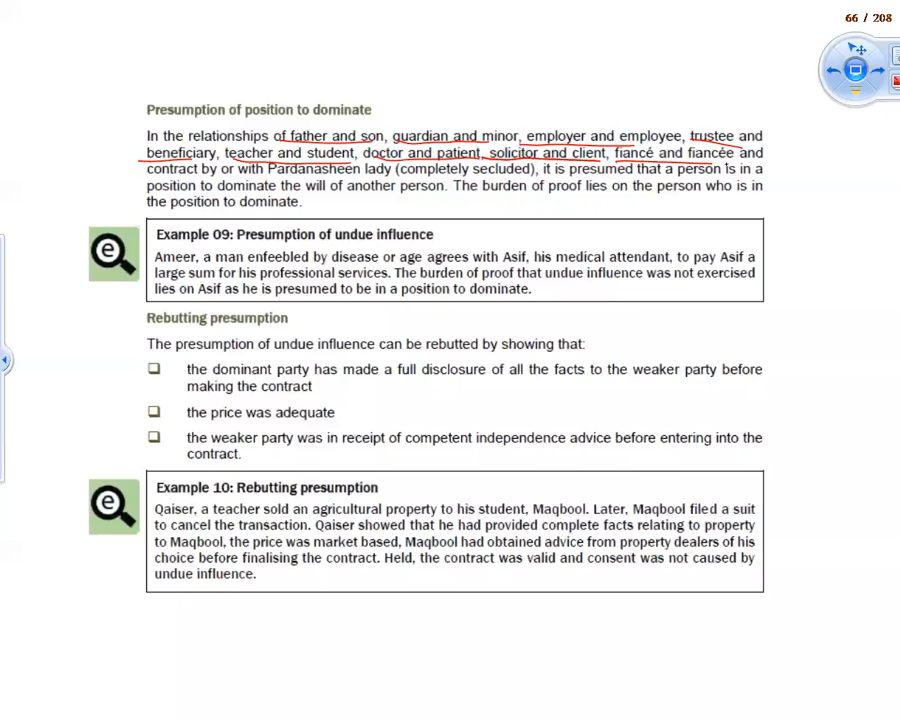 66 / 208
Presumption of position to dominate
In the relationships of father and son, guardian and minor, employer and employee, trustee and
beneficiary, teacher and student, doctor and patient, solicitor and client, fiancé and fiancée and
contract by or with Pardanasheen lady (completely secluded), it is presumed that a person is in a
position to dominate the will of another person. The burden of proof lies on the person who is in
the position to dominate.
e
Example 09: Presumption of undue influence
Ameer, a man enfeebled by disease or age agrees with Asif, his medical attendant, to pay Asif a
large sum for his professional services. The burden of proof that undue influence was not exercised
lies on Asif as he is presumed to be in a position to dominate.
Rebutting presumption
The presumption of undue influence can be rebutted by showing that:
the dominant party has made a full disclosure of all the facts to the weaker party before
making the contract
the price was adequate
the weaker party was in receipt of competent independence advice before entering into the
contract.
e
Example 10: Rebutting presumption
Qaiser, a teacher sold an agricultural property to his student, Maqbool. Later, Maqbool filed a suit
to cancel the transaction. Qaiser showed that he had provided complete facts relating to property
to Maqbool, the price was market based, Maqbool had obtained advice from property dealers of his
choice before finalising the contract. Held, the contract was valid and consent was not caused by
undue influence.